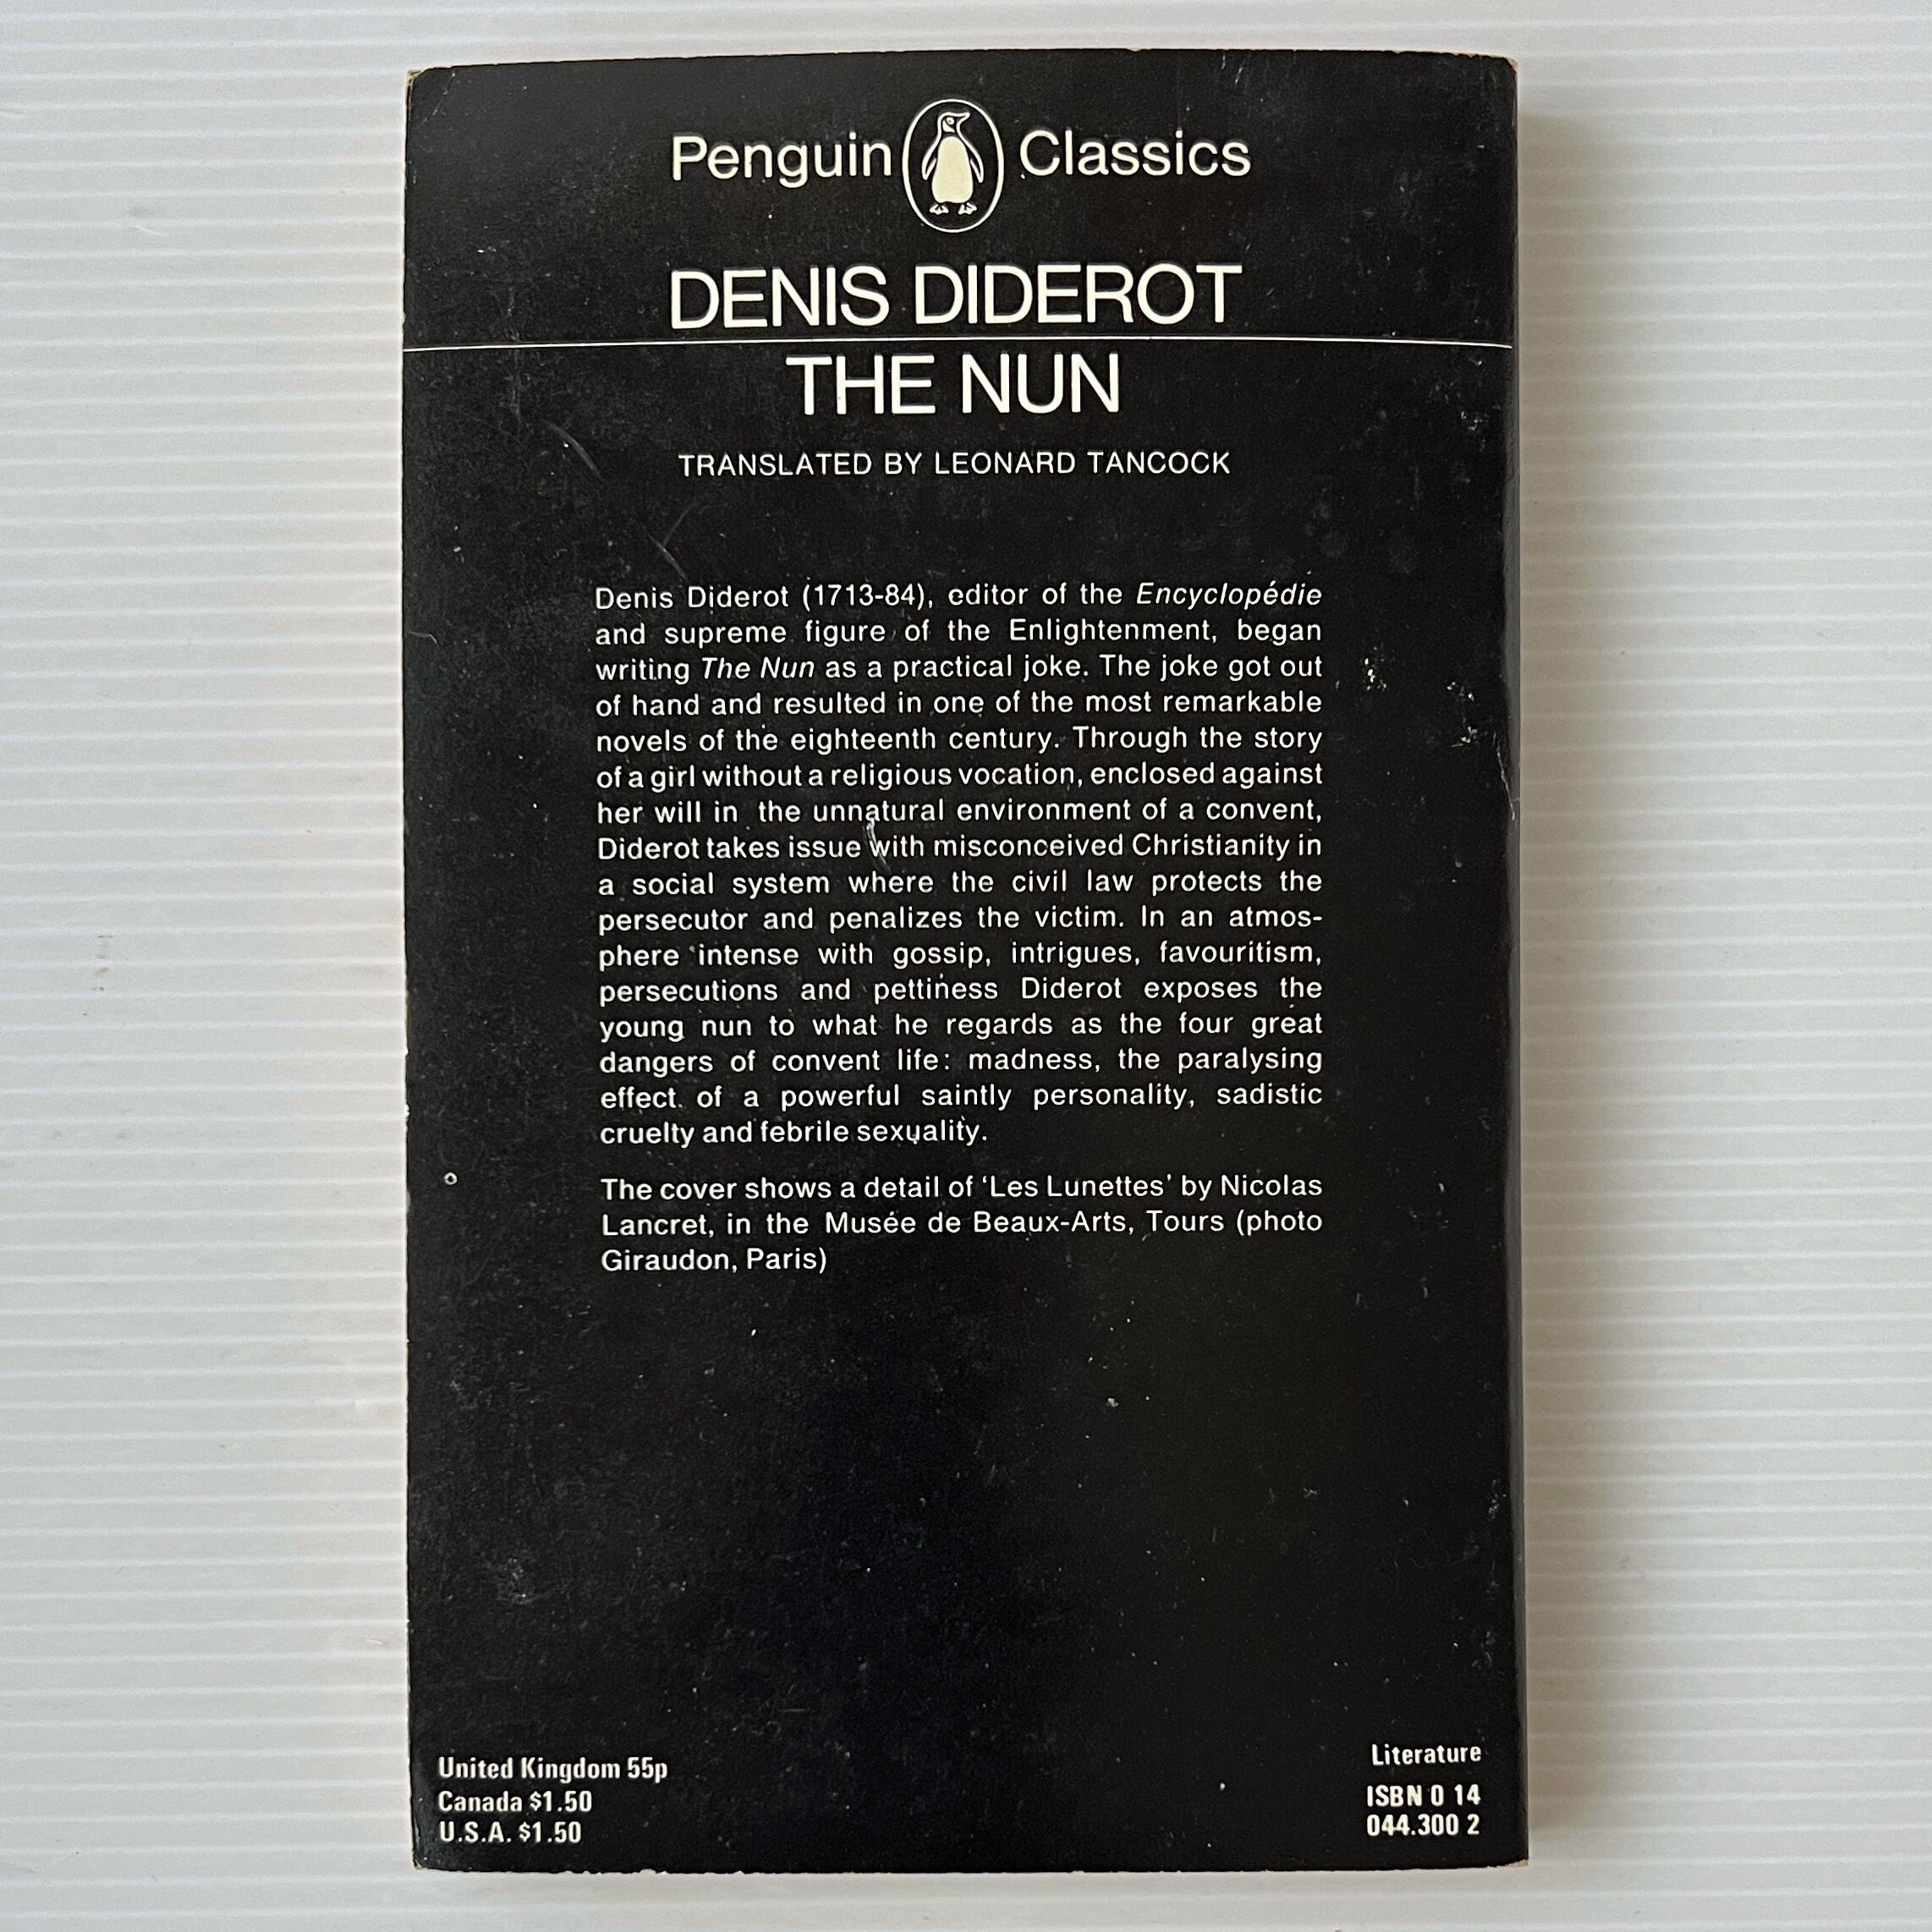 Penguin Classics
DENIS DIDEROT
THE NUN
TRANSLATED BY LEONARD TANCOCK
Denis Diderot (1713-84), editor of the Encyclopédie
and supreme figure of the Enlightenment, began
writing The Nun as a practical joke. The joke got out
of hand and resulted in one of the most remarkable
novels of the eighteenth century. Through the story
of a girl without a religious vocation, enclosed against
her will in the unnatural environment of a convent,
Diderot takes issue with misconceived Christianity in
a social system where the civil law protects the
persecutor and penalizes the victim. In an atmos-
phere intense with gossip, intrigues, favouritism,
persecutions and pettiness Diderot exposes the
young nun to what he regards as the four great
dangers of convent life: madness, the paralysing
effect of a powerful saintly personality, sadistic
cruelty and febrile sexuality.
The cover shows a detail of ‘Les Lunettes’ by Nicolas
Lancret, in the Musée de Beaux-Arts, Tours (photo
Giraudon, Paris)
United Kingdom 55p
Canada $1.50
U.S.A. $1.50
Literature
ISBN 0 14
044.300 2